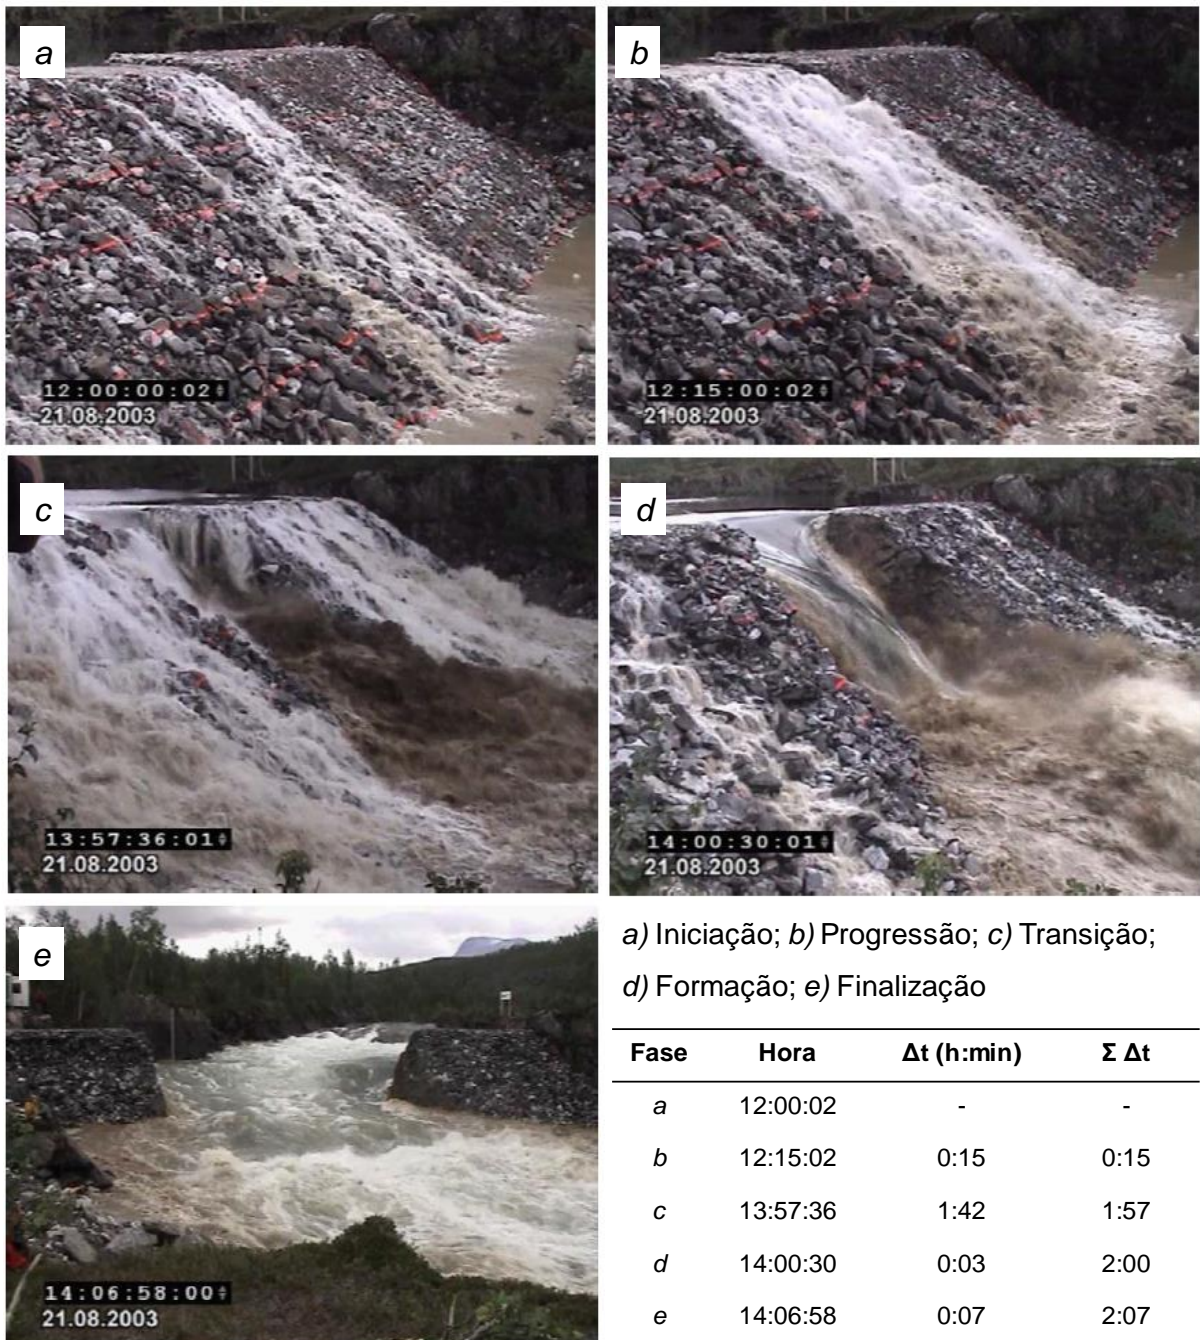 a
12:00:00:02
21.08.2003
b
12:15:00:02
21.08.2003
c
13:57:36:01
21.08.2003
d
14:00:30:01
21.08.2003
e
14:06:58:00
21.08.2003
a) Iniciação; b) Progressão; c) Transição;
d) Formação; e) Finalização
Fase Hora Δt (h:min) Σ Δt
a 12:00:02 - -
b 12:15:02 0:15 0:15
c 13:57:36 1:42 1:57
d 14:00:30 0:03 2:00
e 14:06:58 0:07 2:07